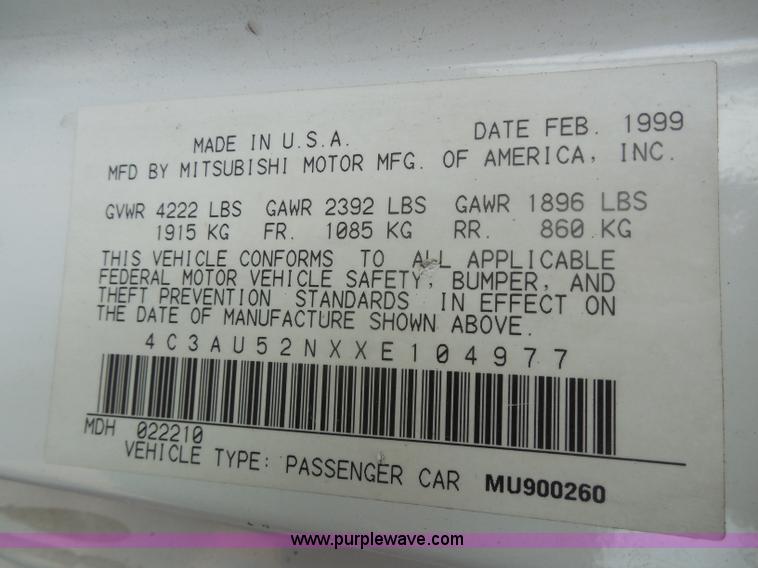 MADE IN U.S.A. DATE FEB. 1999
MFD BY MITSUBISHI MOTOR MFG. OF AMERICA, INC.
GVWR 4222 LBS GAWR 2392 LBS GAWR 1896 LBS
1915 KG FR. 1085 KG RR. 860 KG
THIS VEHICLE CONFORMS TO ALL APPLICABLE
FEDERAL MOTOR VEHICLE SAFETY, BUMPER, AND
THEFT PREVENTION STANDARDS IN EFFECT ON
THE DATE OF MANUFACTURE SHOWN ABOVE.
4C3AU52NXXE104977
MDH 022210
VEHICLE TYPE: PASSENGER CAR MU900260
www.purplewave.com